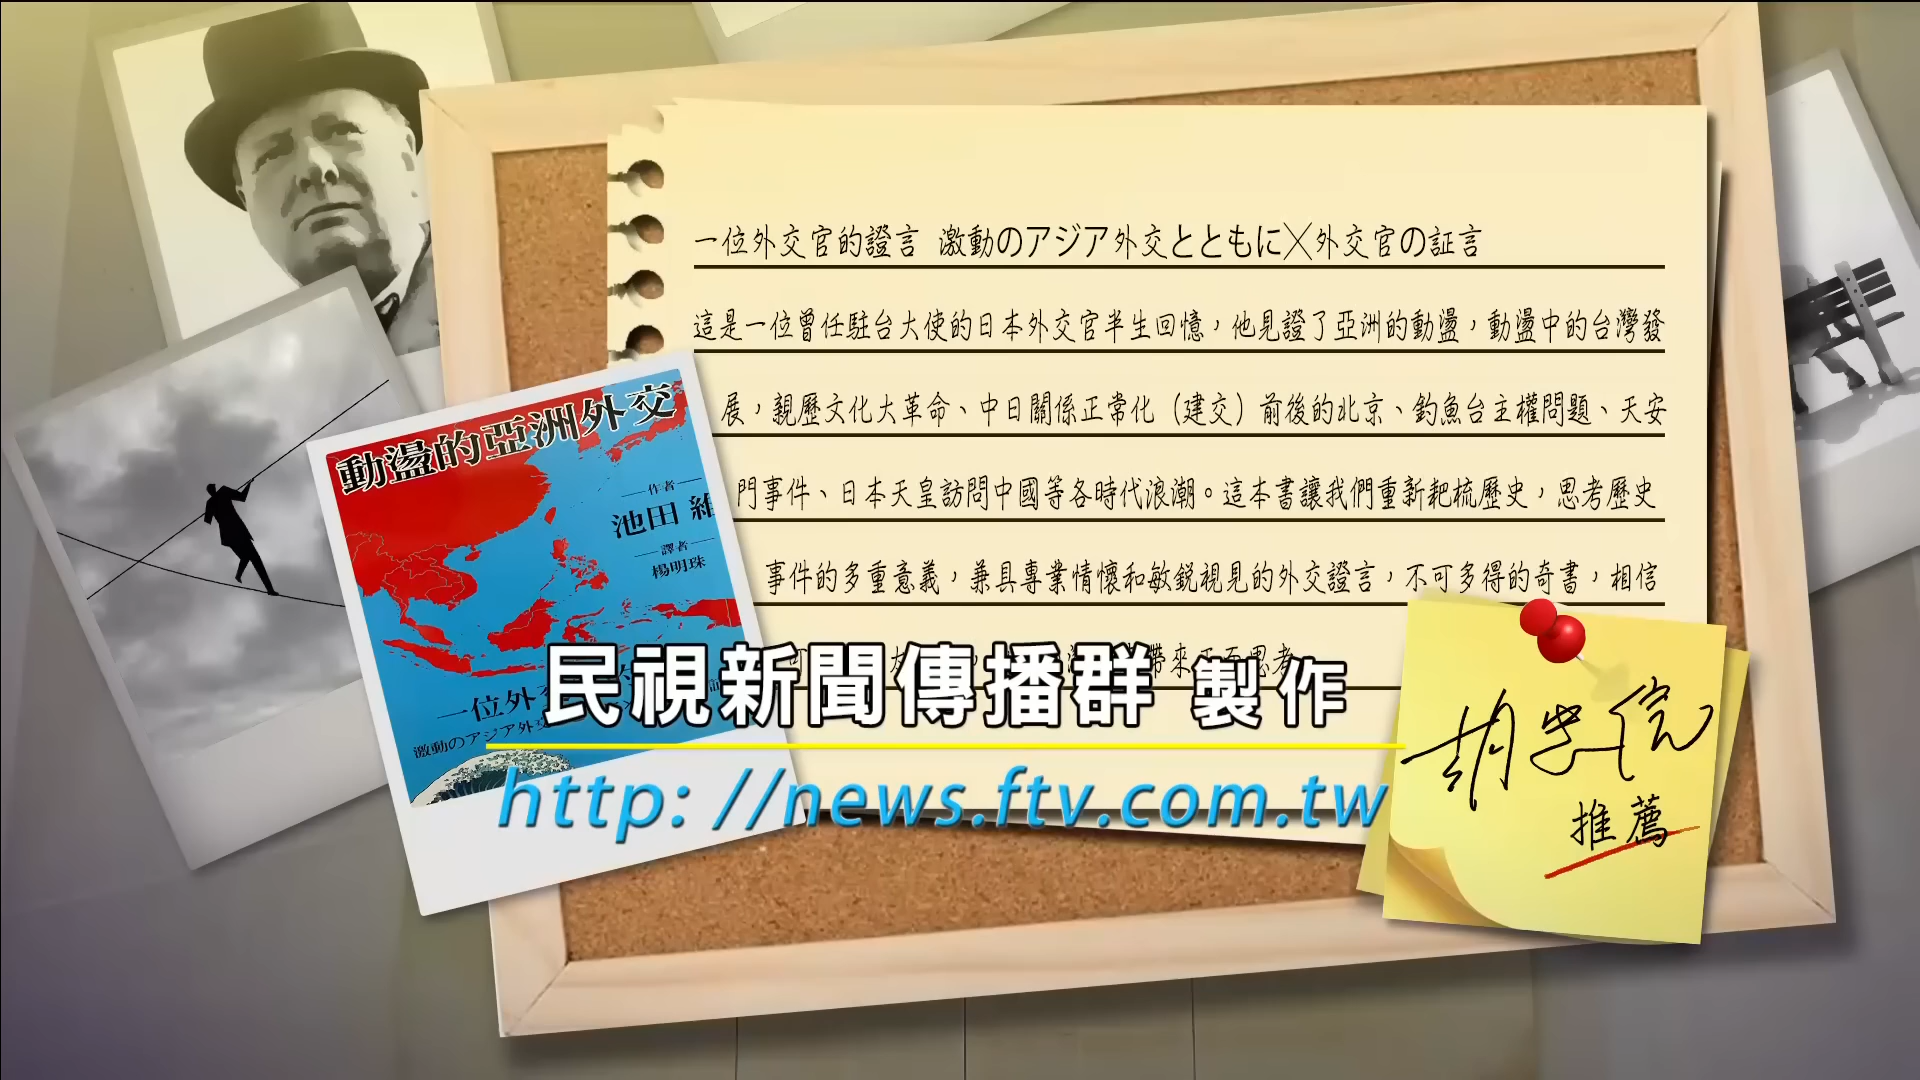 一位外交官的證言 激動のアジア外交とともに╳外交官の証言
這是一位曾任駐台大使的日本外交官半生回憶，他見證了亞洲的動盪，動盪中的台灣發
展，親歷文化大革命、中日關係正常化（建交）前後的北京、釣魚台主權問題、天安
門事件、日本天皇訪問中國等各時代浪潮。這本書讓我們重新耙梳歷史，思考歷史
事件的多重意義，兼具專業情懷和敏銳視見的外交證言，不可多得的奇書，相信
帶來
思考
動盪的亞洲外交
作者
池田 維
譯者
楊明珠
一位外交
激動のアジア外交
民視新聞傳播群 製作
http: //news.ftv.com.tw
胡忠信
推薦